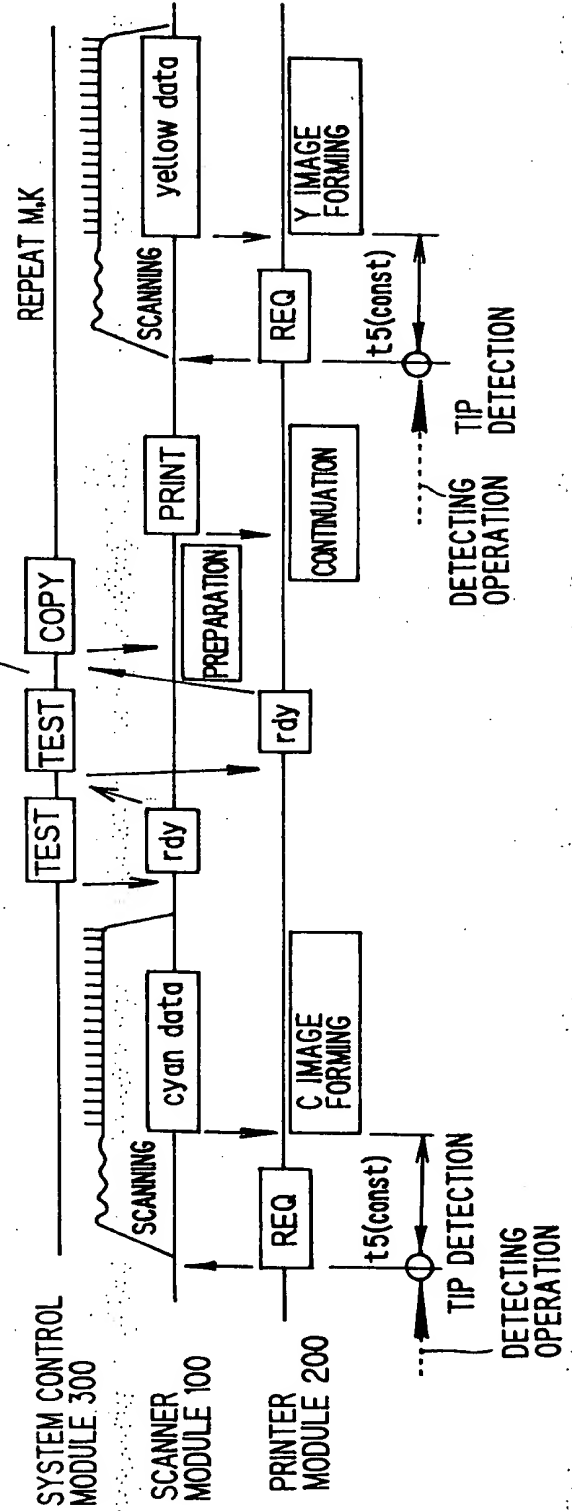 SYSTEM CONTROL
MODULE 300
TEST
TEST
COPY
REPEAT M,K
SCANNER
MODULE 100
SCANNING
cyan data
rdy
PREPARATION
PRINT
SCANNING
yellow data
PRINTER
MODULE 200
REQ
C IMAGE
FORMING
rdy
CONTINUATION
REQ
Y IMAGE
FORMING
t5(const)
TIP DETECTION
DETECTING
OPERATION
t5(const)
TIP
DETECTION
DETECTING
OPERATION